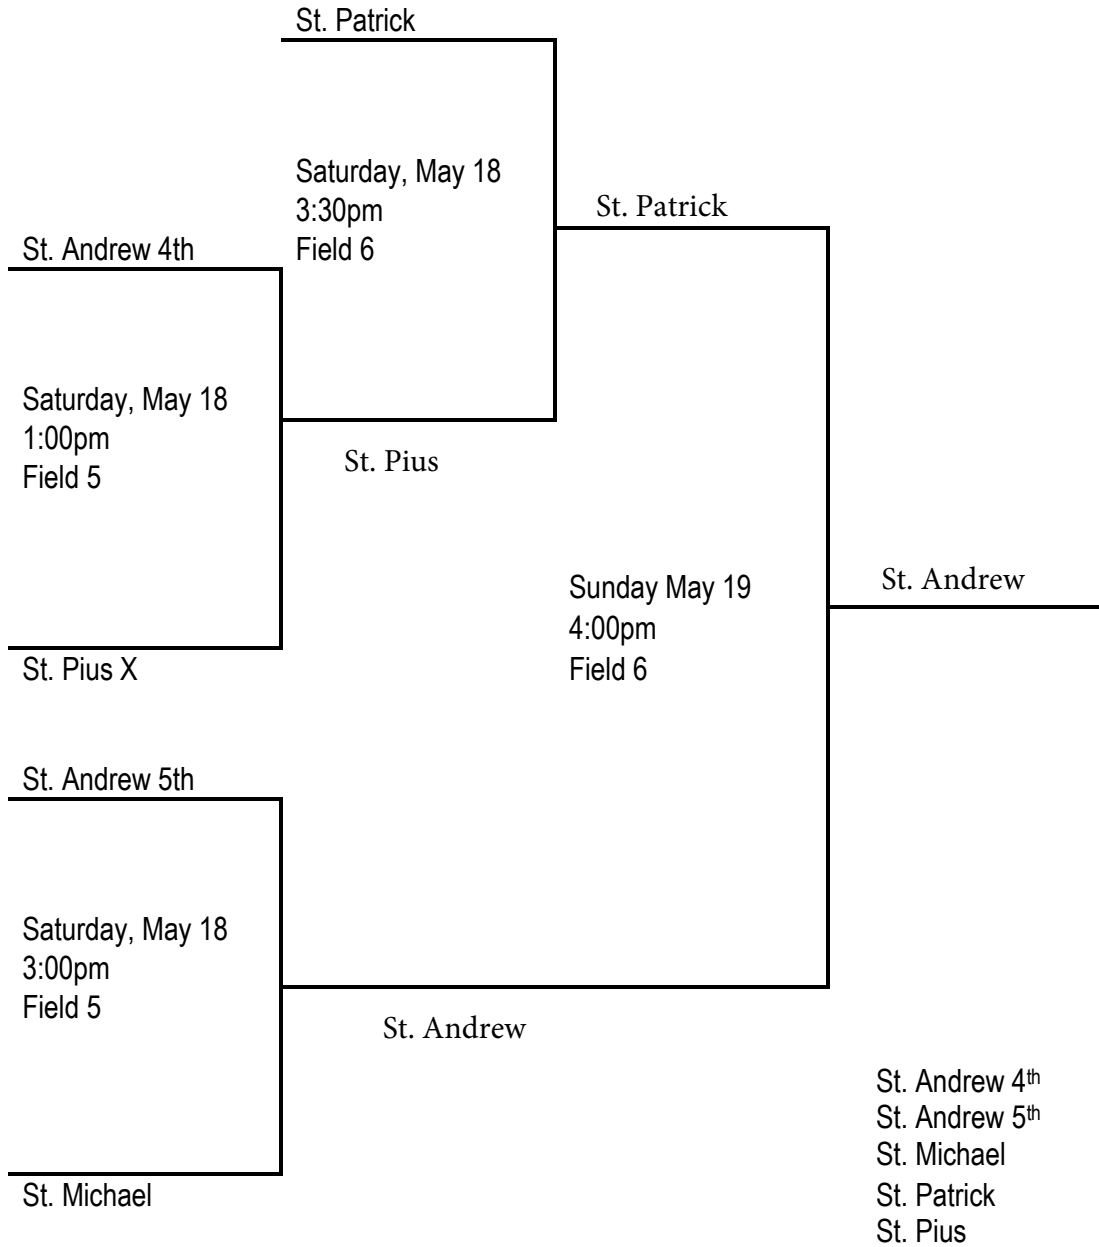 St. Patrick
Saturday, May 18
3:30pm
Field 6
St. Patrick
St. Andrew 4th
Saturday, May 18
1:00pm
Field 5
St. Pius
Sunday May 19
4:00pm
Field 6
St. Andrew
St. Pius X
St. Andrew 5th
Saturday, May 18
3:00pm
Field 5
St. Andrew
St. Michael
St. Andrew 4th
St. Andrew 5th
St. Michael
St. Patrick
St. Pius